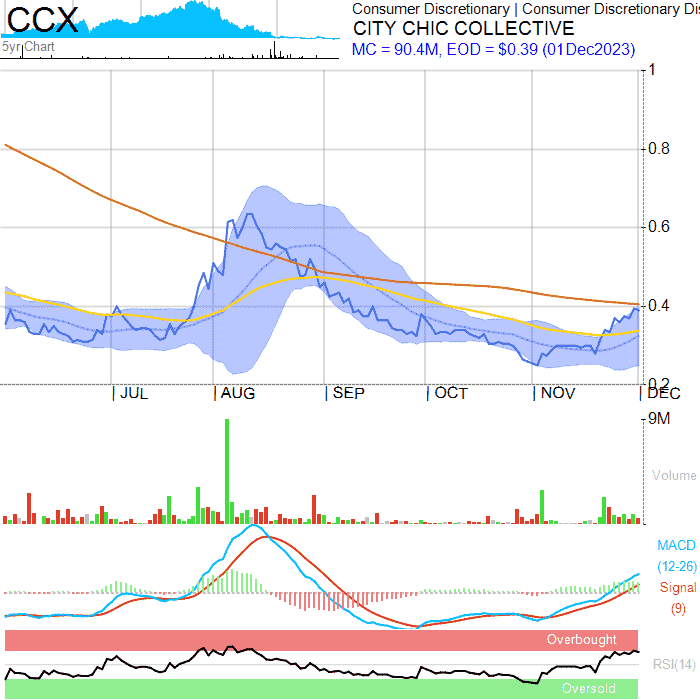 CCX
Consumer Discretionary | Consumer Discretionary Dis
CITY CHIC COLLECTIVE
MC = 90.4M, EOD = $0.39 (01Dec2023)
5yr Chart
1
0.8
0.6
0.4
0.2
JUL
AUG
SEP
OCT
NOV
DEC
9M
Volume
MACD
(12-26)
Signal
(9)
Overbought
RSI(14)
Oversold